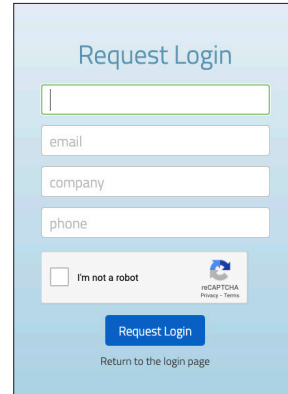 Request Login
email
company
phone
I'm not a robot
reCAPTCHA
Privacy - Terms
Request Login
Return to the login page